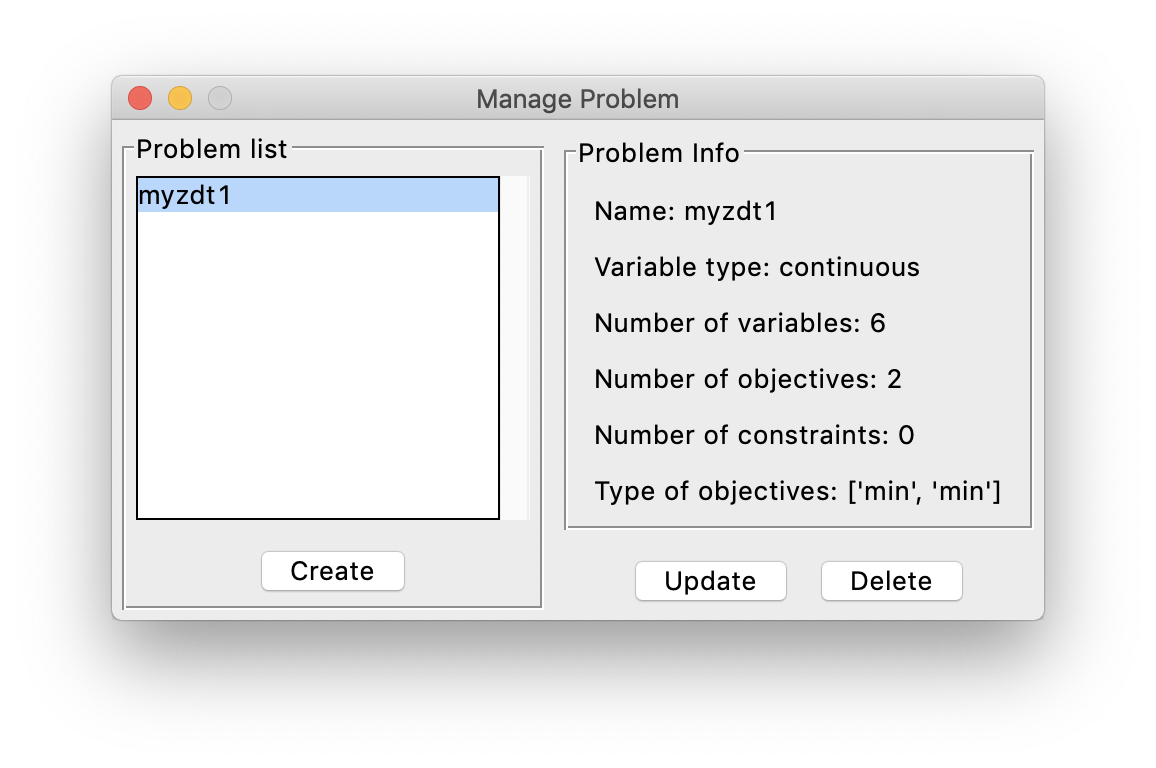 Manage Problem
Problem list
myzdt1
Create
Problem Info
Name: myzdt1
Variable type: continuous
Number of variables: 6
Number of objectives: 2
Number of constraints: 0
Type of objectives: ['min', 'min']
Update
Delete